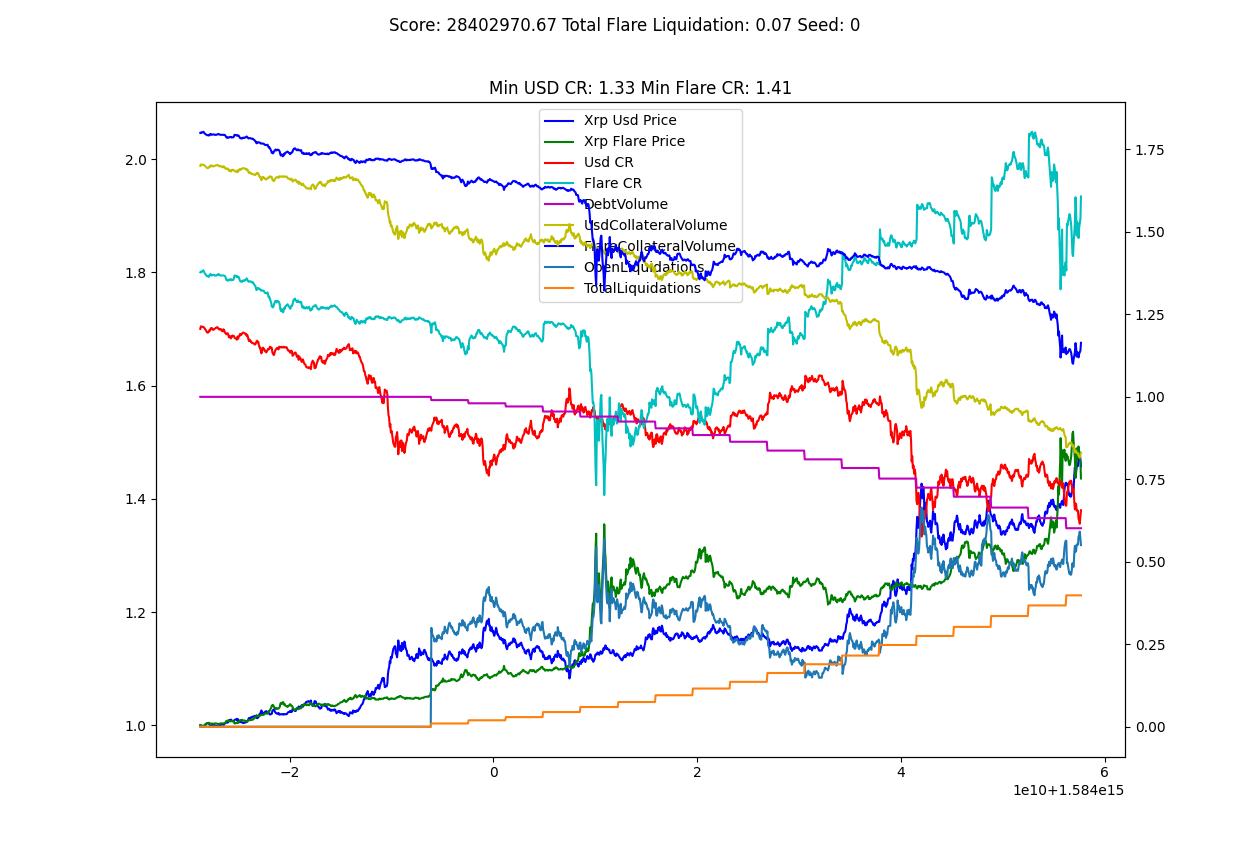 Score: 28402970.67 Total Flare Liquidation: 0.07 Seed: 0
Min USD CR: 1.33 Min Flare CR: 1.41
Xrp Usd Price
Xrp Flare Price
Usd CR
Flare CR
DebtVolume
UsdCollateralVolume
FlareCollateralVolume
OpenLiquidations
TotalLiquidations
2.0
1.8
1.6
1.4
1.2
1.0
1.75
1.50
1.25
1.00
0.75
0.50
0.25
0.00
−2 0 2 4 6
1e10+1.584e15